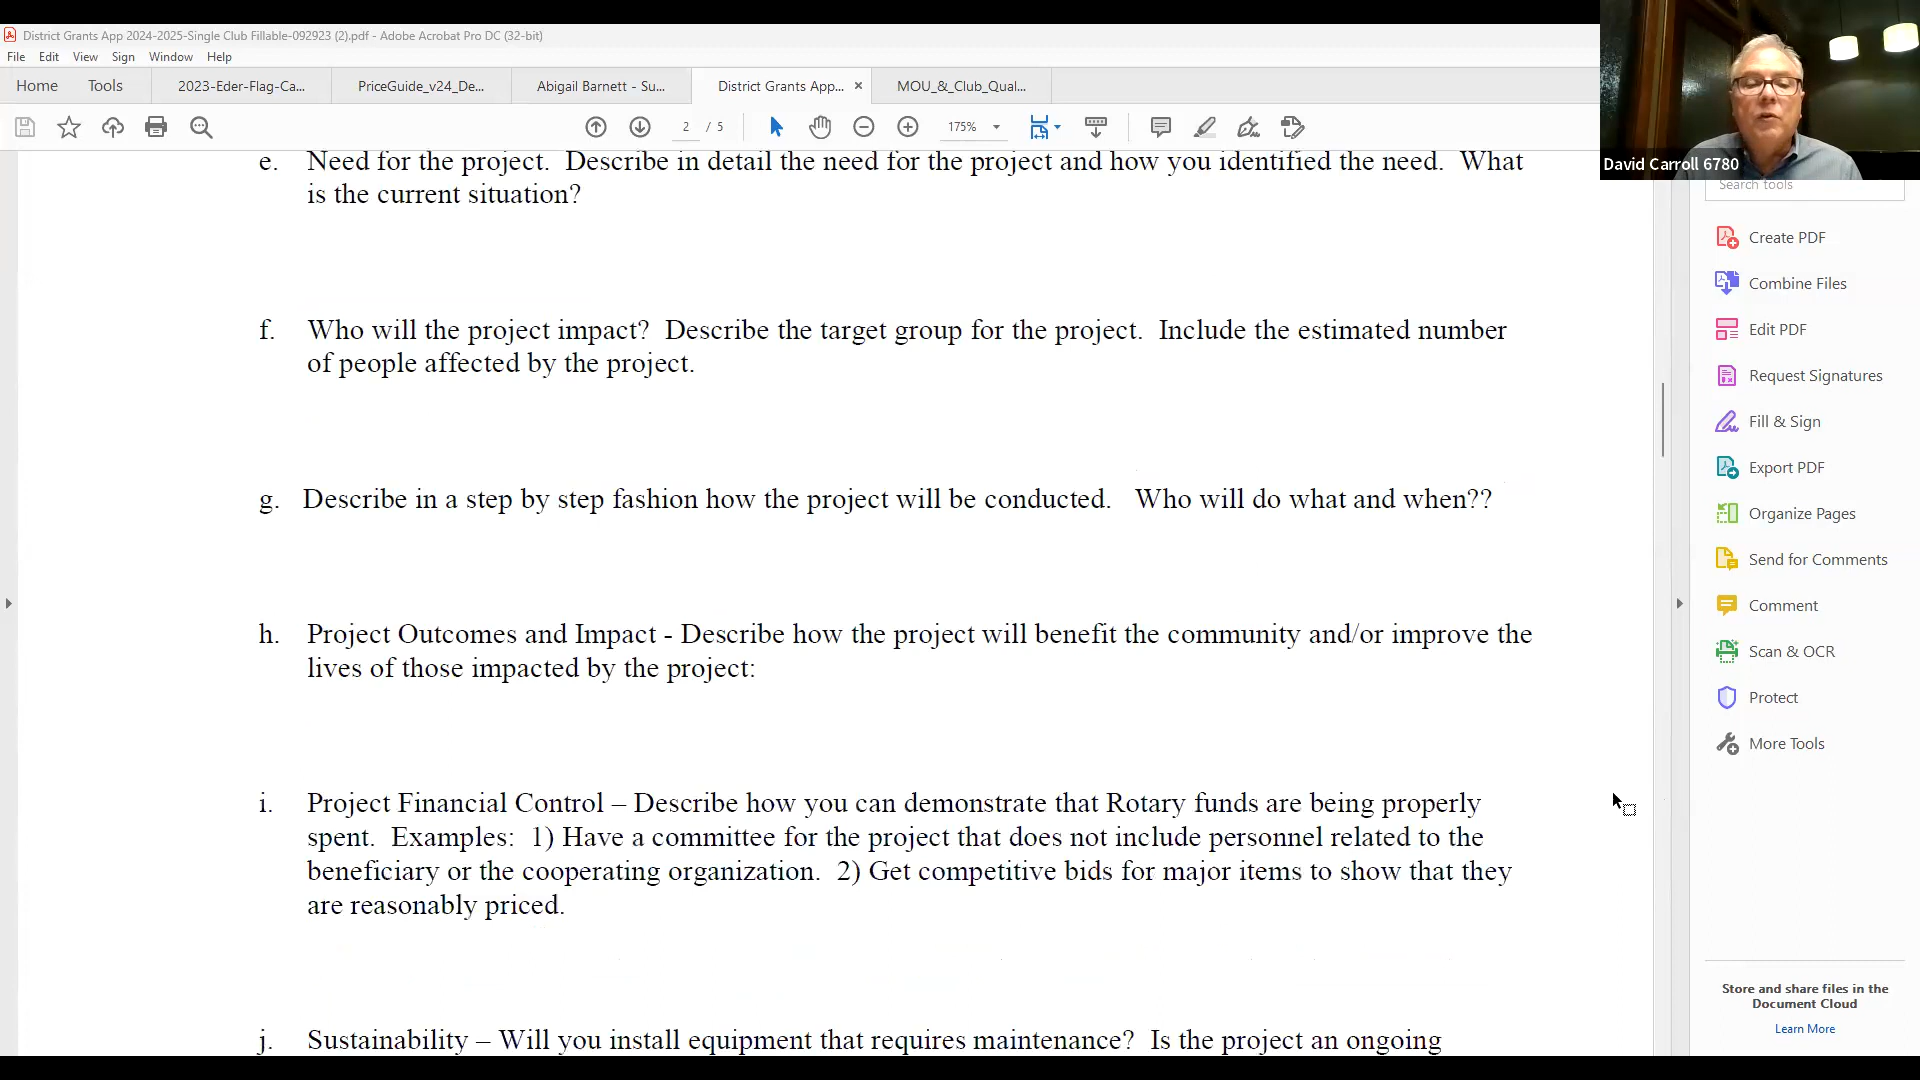 District Grants App 2024-2025-Single Club Fillable-092923 (2).pdf - Adobe Acrobat Pro DC (32-bit)
File Edit View Sign Window Help
Home Tools 2023-Eder-Flag-Ca... PriceGuide_v24_De... Abigail Barnett - Su... District Grants App... × MOU_&_Club_Qual...
2 / 5 175%
David Carroll 6780
e. Need for the project. Describe in detail the need for the project and how you identified the need. What
is the current situation?
f. Who will the project impact? Describe the target group for the project. Include the estimated number
of people affected by the project.
g. Describe in a step by step fashion how the project will be conducted. Who will do what and when??
h. Project Outcomes and Impact - Describe how the project will benefit the community and/or improve the
lives of those impacted by the project:
i. Project Financial Control – Describe how you can demonstrate that Rotary funds are being properly
spent. Examples: 1) Have a committee for the project that does not include personnel related to the
beneficiary or the cooperating organization. 2) Get competitive bids for major items to show that they
are reasonably priced.
j. Sustainability – Will you install equipment that requires maintenance? Is the project an ongoing
Search tools
Create PDF
Combine Files
Edit PDF
Request Signatures
Fill & Sign
Export PDF
Organize Pages
Send for Comments
Comment
Scan & OCR
Protect
More Tools
Store and share files in the
Document Cloud
Learn More